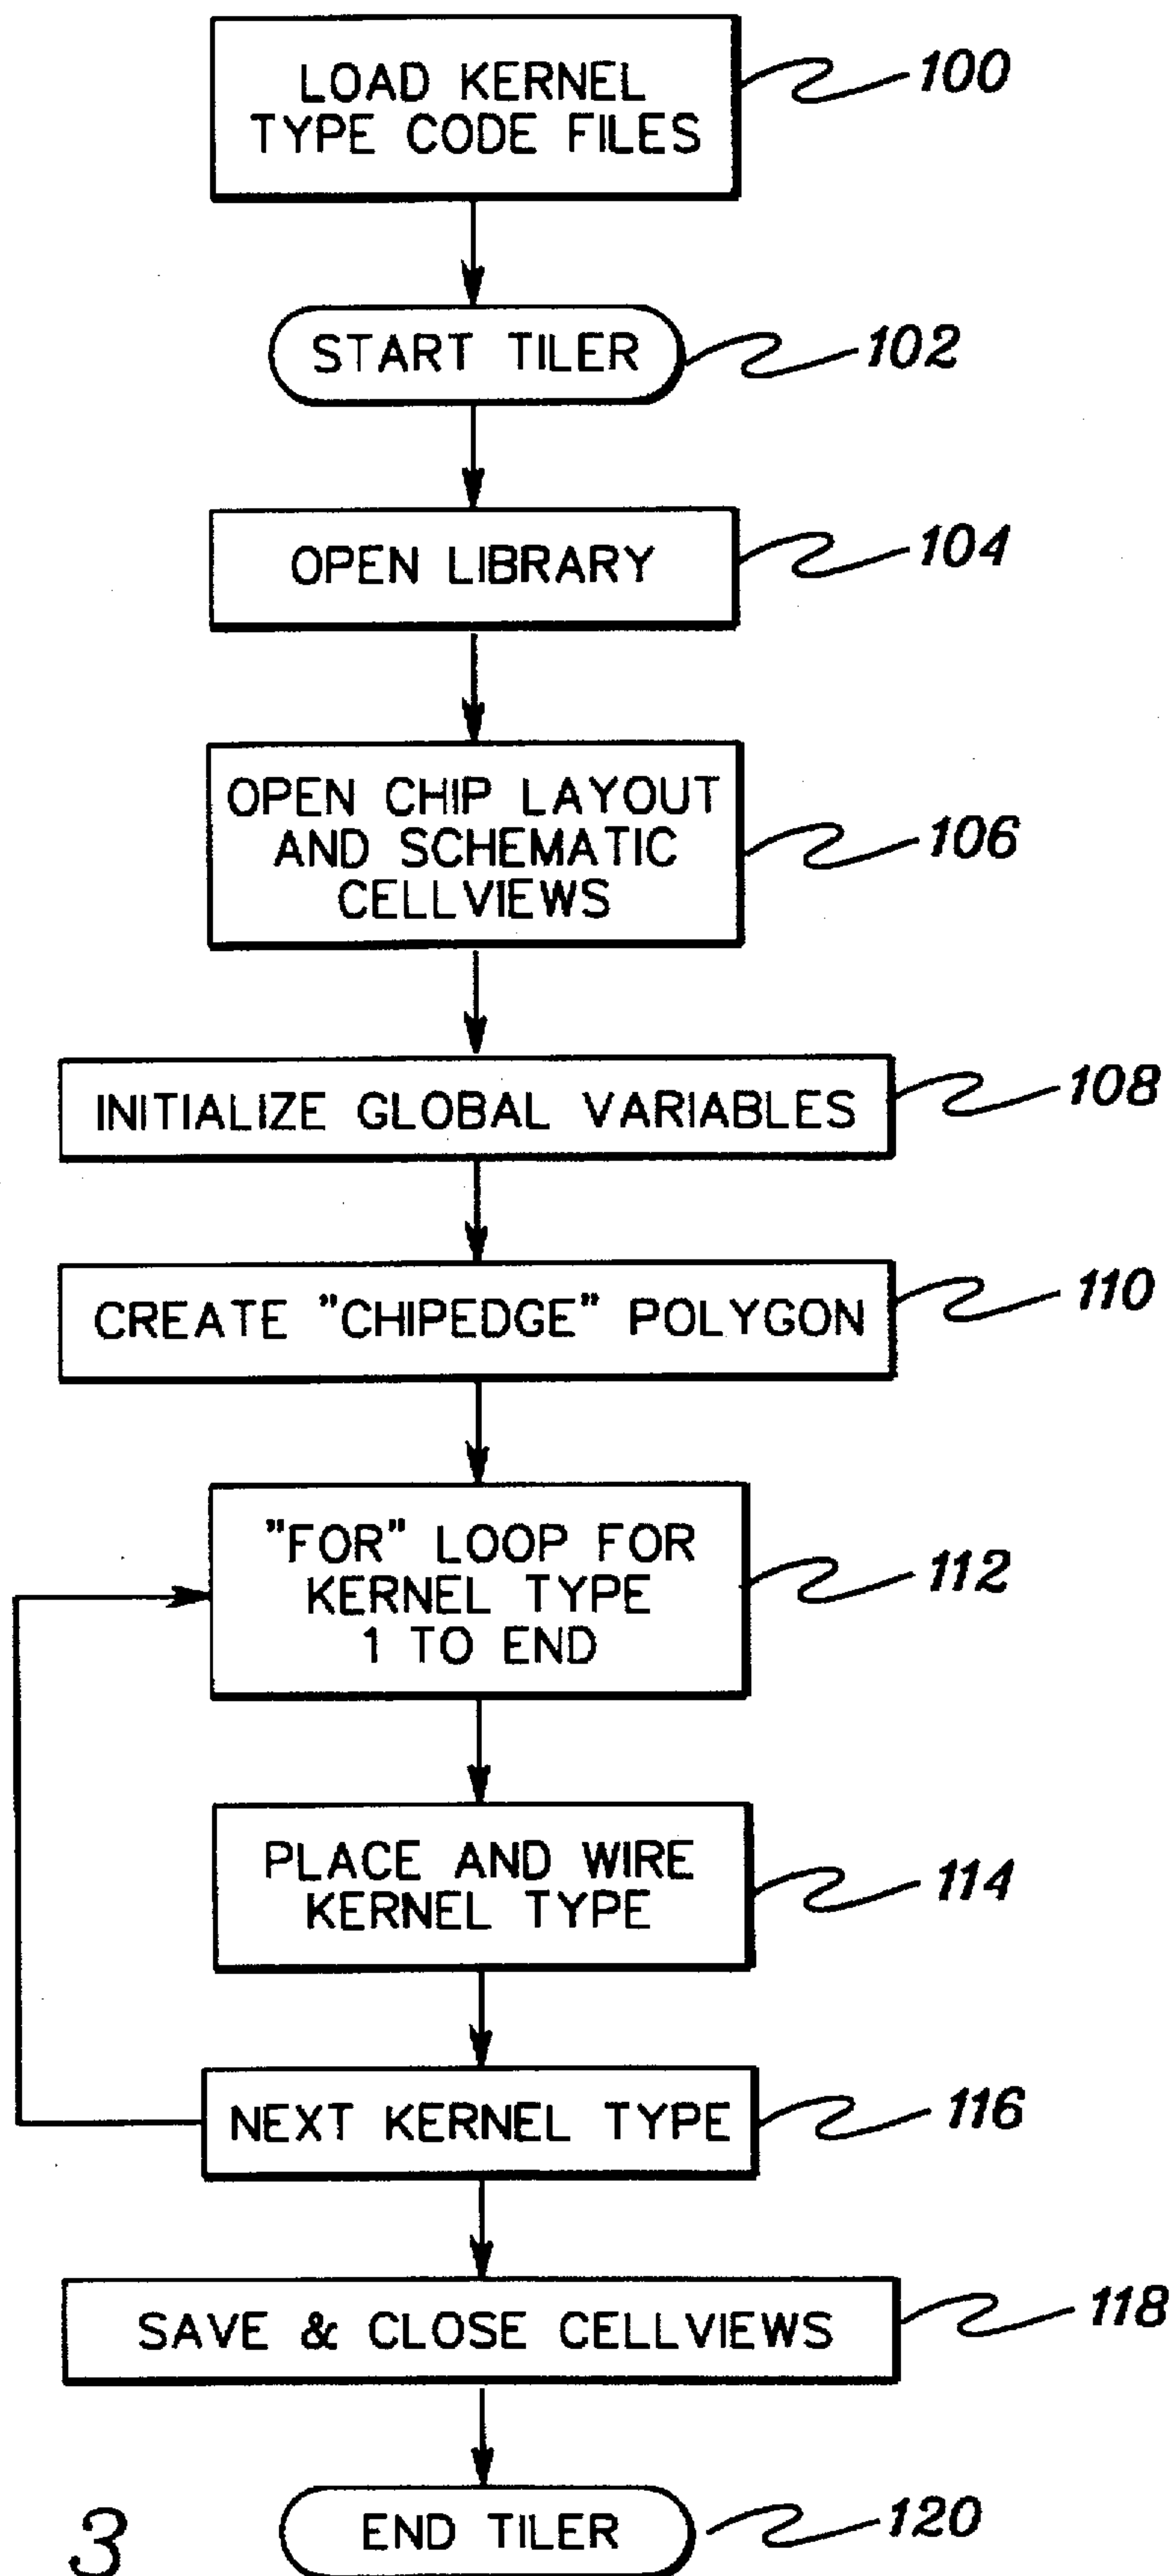 LOAD KERNEL
TYPE CODE FILES
100
START TILER
102
OPEN LIBRARY
104
OPEN CHIP LAYOUT
AND SCHEMATIC
CELLVIEWS
106
INITIALIZE GLOBAL VARIABLES
108
CREATE "CHIPEDGE" POLYGON
110
"FOR" LOOP FOR
KERNEL TYPE
1 TO END
112
PLACE AND WIRE
KERNEL TYPE
114
NEXT KERNEL TYPE
116
SAVE & CLOSE CELLVIEWS
118
END TILER
120
3